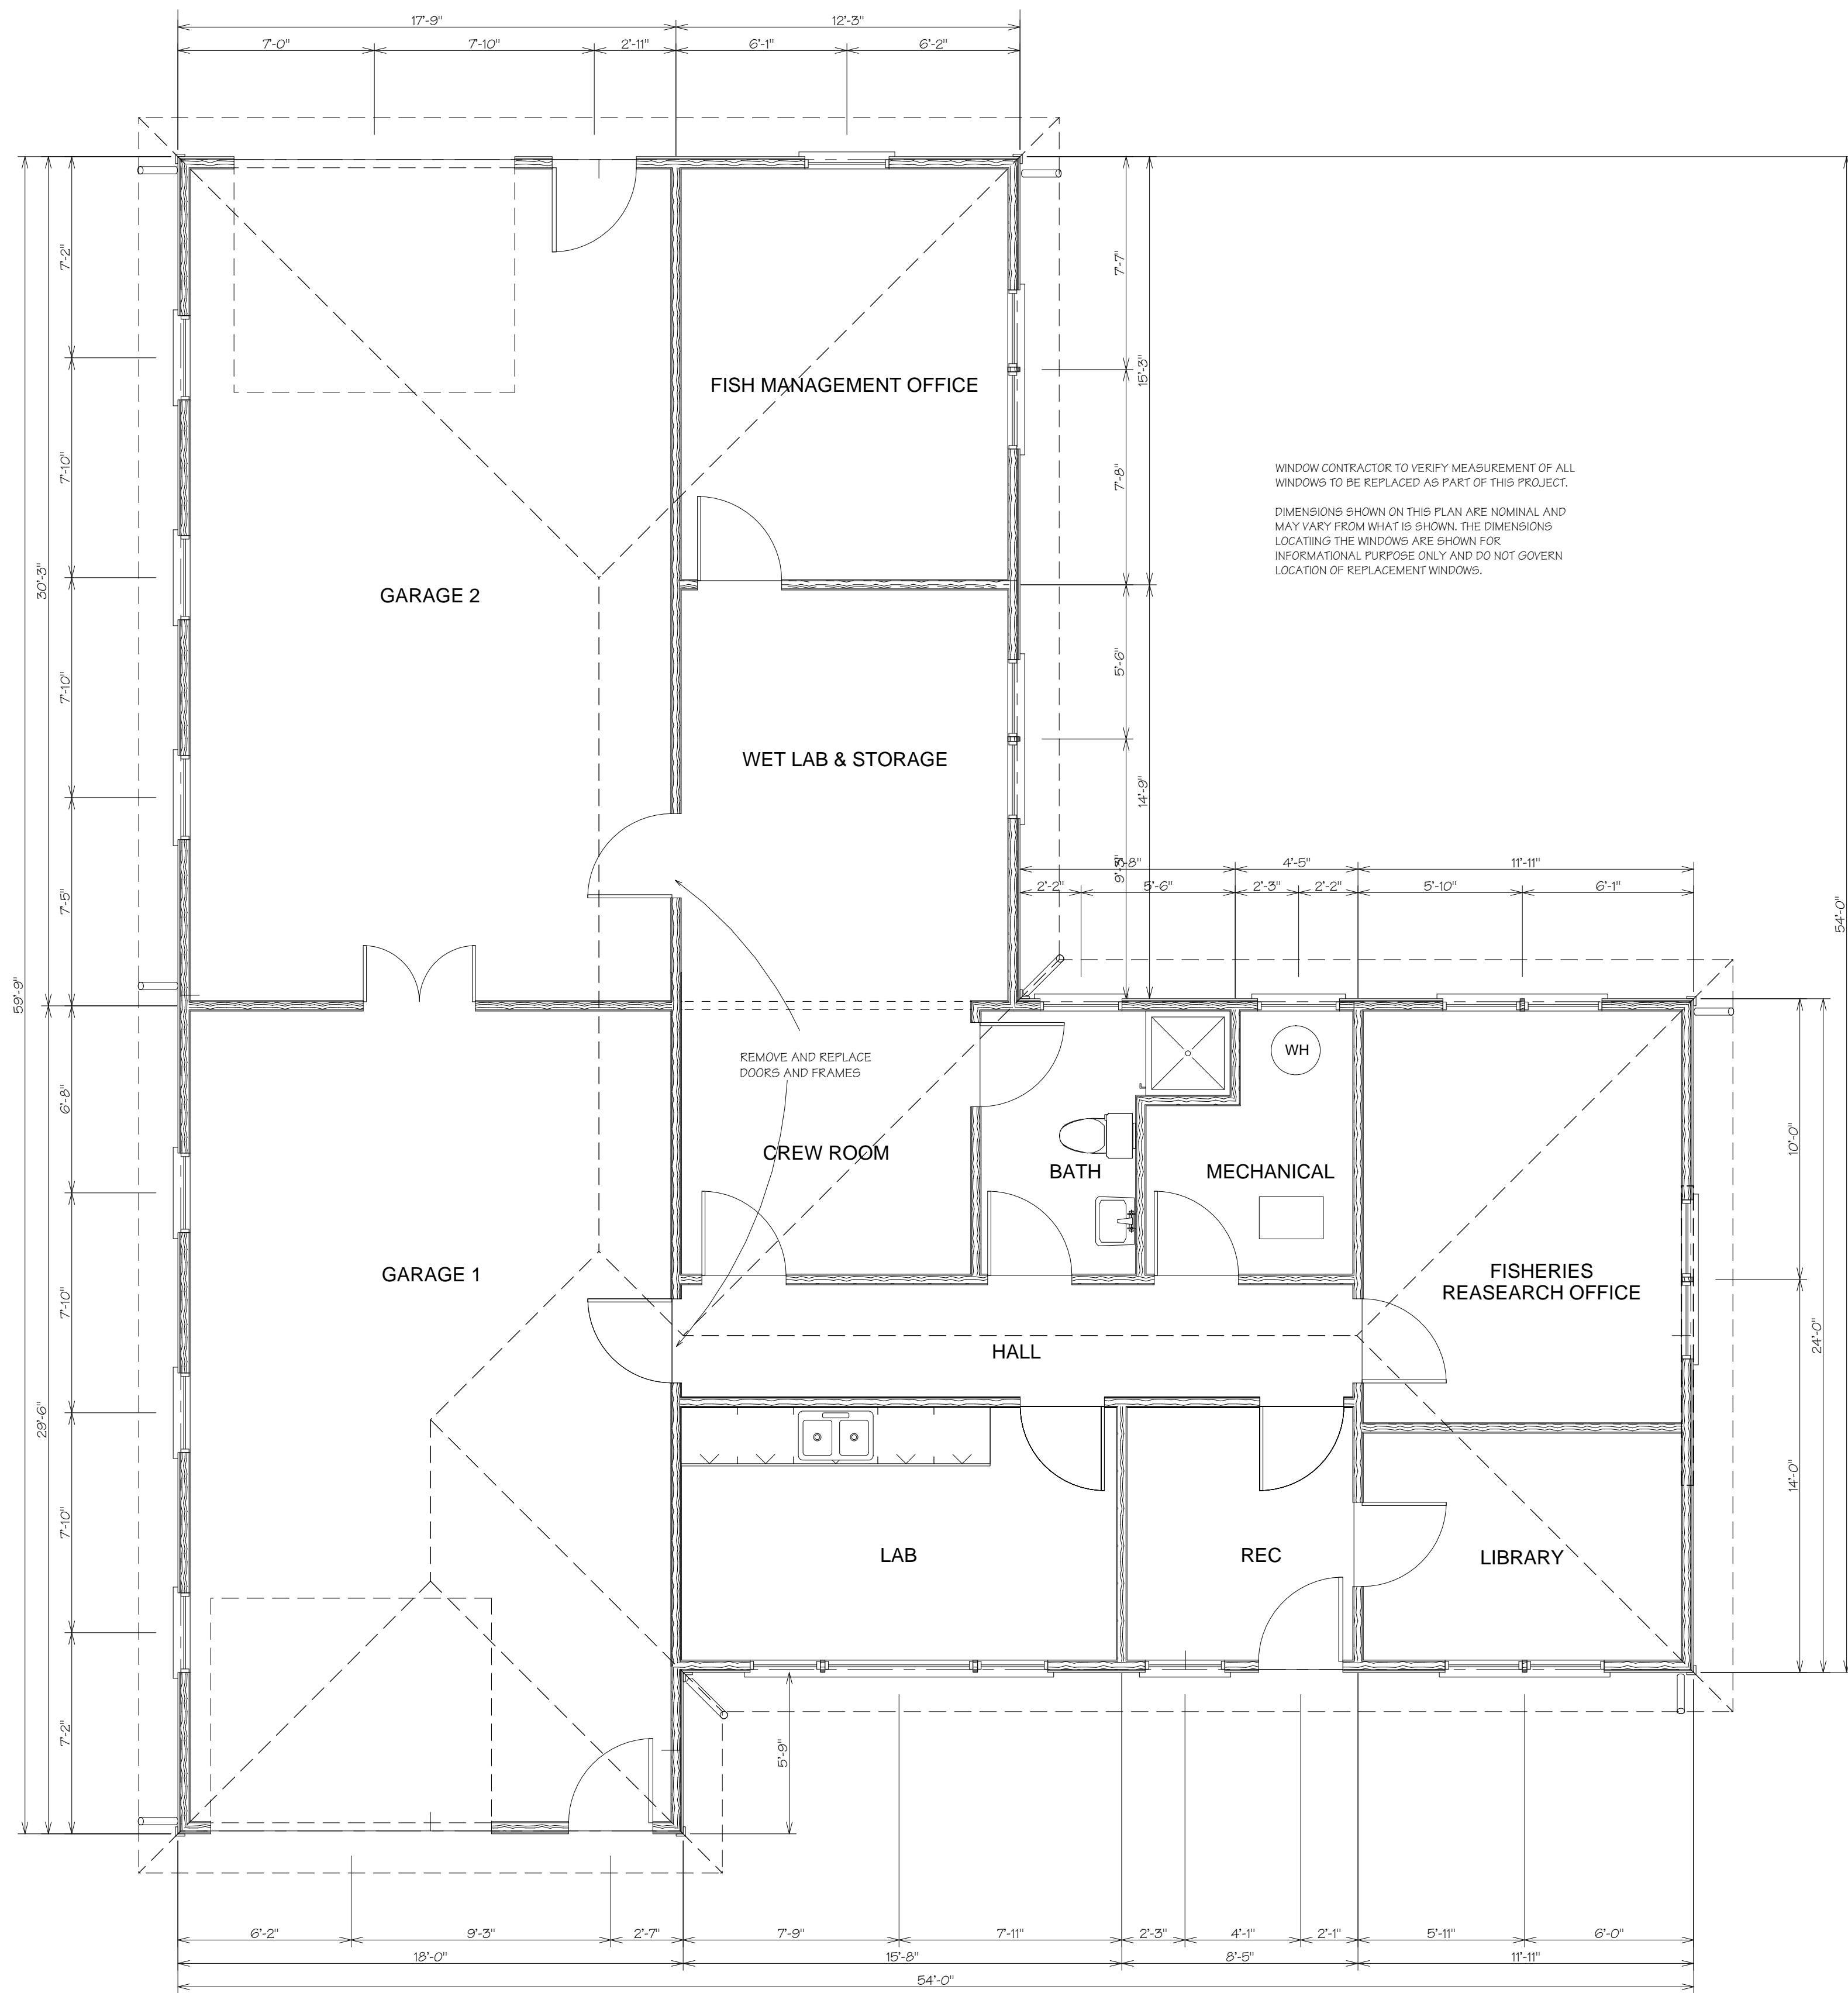 17'-9"
12'-3"
7'-0"
7'-10"
2'-11"
6'-1"
6'-2"
7'-2"
7'-7"
15'-3"
FISH MANAGEMENT OFFICE
7'-10"
7'-8"
WINDOW CONTRACTOR TO VERIFY MEASUREMENT OF ALL
WINDOWS TO BE REPLACED AS PART OF THIS PROJECT.
DIMENSIONS SHOWN ON THIS PLAN ARE NOMINAL AND
MAY VARY FROM WHAT IS SHOWN. THE DIMENSIONS
LOCATIING THE WINDOWS ARE SHOWN FOR
INFORMATIONAL PURPOSE ONLY AND DO NOT GOVERN
LOCATION OF REPLACEMENT WINDOWS.
30'-3"
GARAGE 2
7'-10"
5'-6"
WET LAB & STORAGE
14'-9"
9'-3"
4'-5"
11'-11"
2'-2"
5'-6"
2'-3"
2'-2"
5'-10"
6'-1"
7'-5"
54'-0"
59'-9"
REMOVE AND REPLACE
DOORS AND FRAMES
WH
6'-8"
10'-0"
CREW ROOM
BATH
MECHANICAL
GARAGE 1
FISHERIES
REASEARCH OFFICE
7'-10"
24'-0"
HALL
29'-6"
14'-0"
7'-10"
LAB
REC
LIBRARY
7'-2"
5'-9"
6'-2"
9'-3"
2'-7"
7'-9"
7'-11"
2'-3"
4'-1"
2'-1"
5'-11"
6'-0"
18'-0"
15'-8"
8'-5"
11'-11"
54'-0"